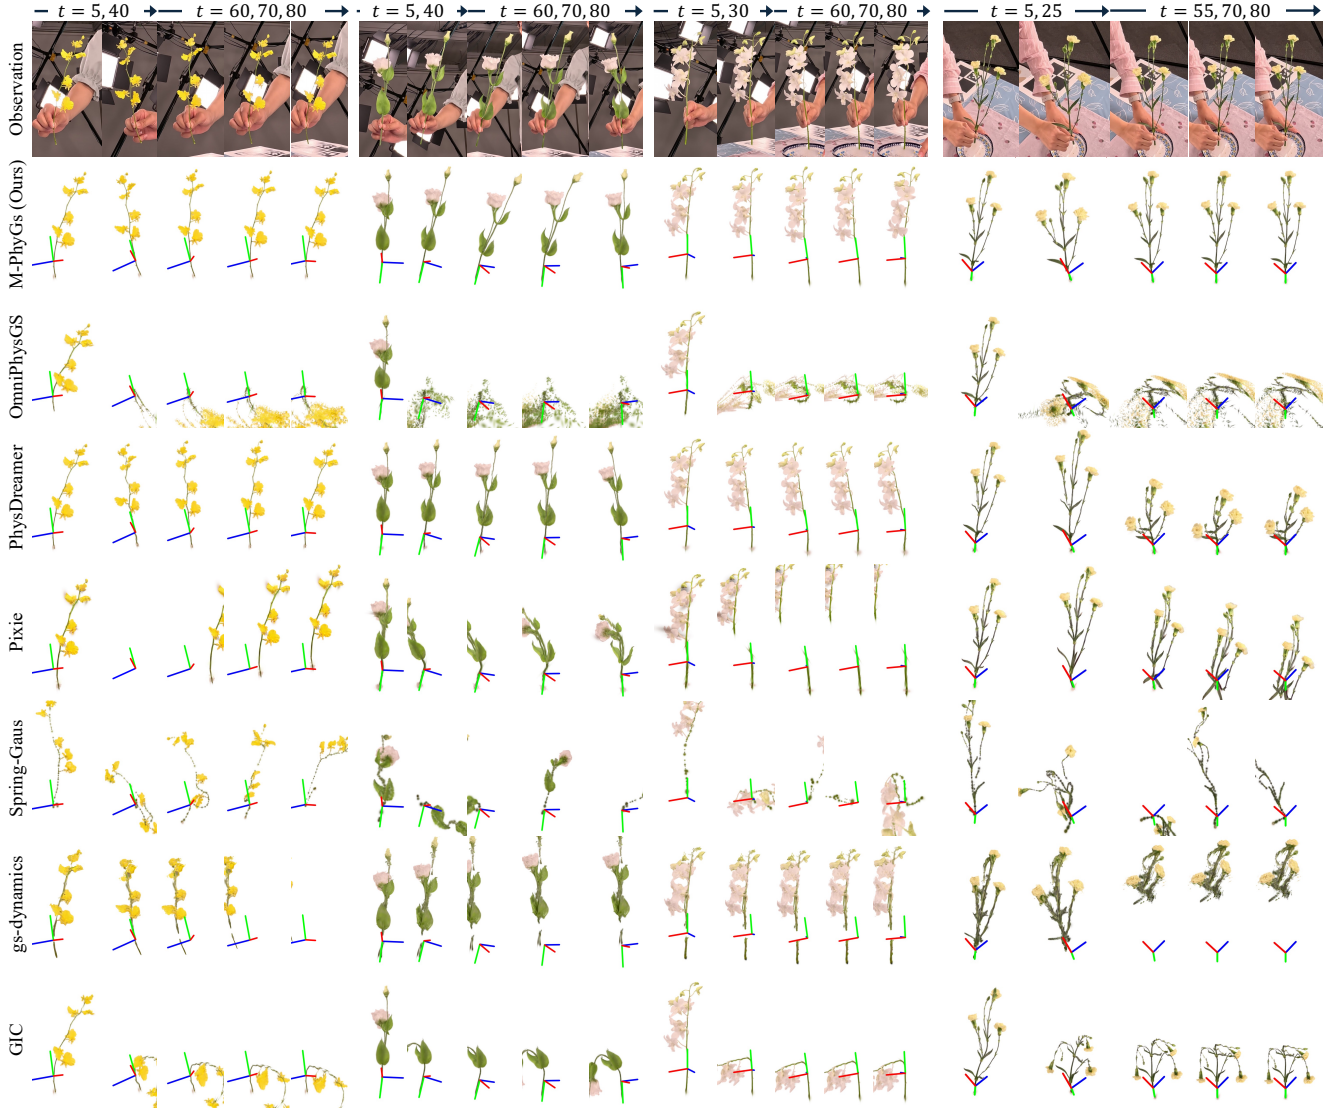 t = 5,40
t = 60,70,80
t = 5,40
t = 60,70,80
t = 5,30
t = 60,70,80
t = 5,25
t = 55,70,80
Observation
M-PhyGs (Ours)
OmniPhysGS
PhysDreamer
Pixie
Spring-Gaus
gs-dynamics
GIC